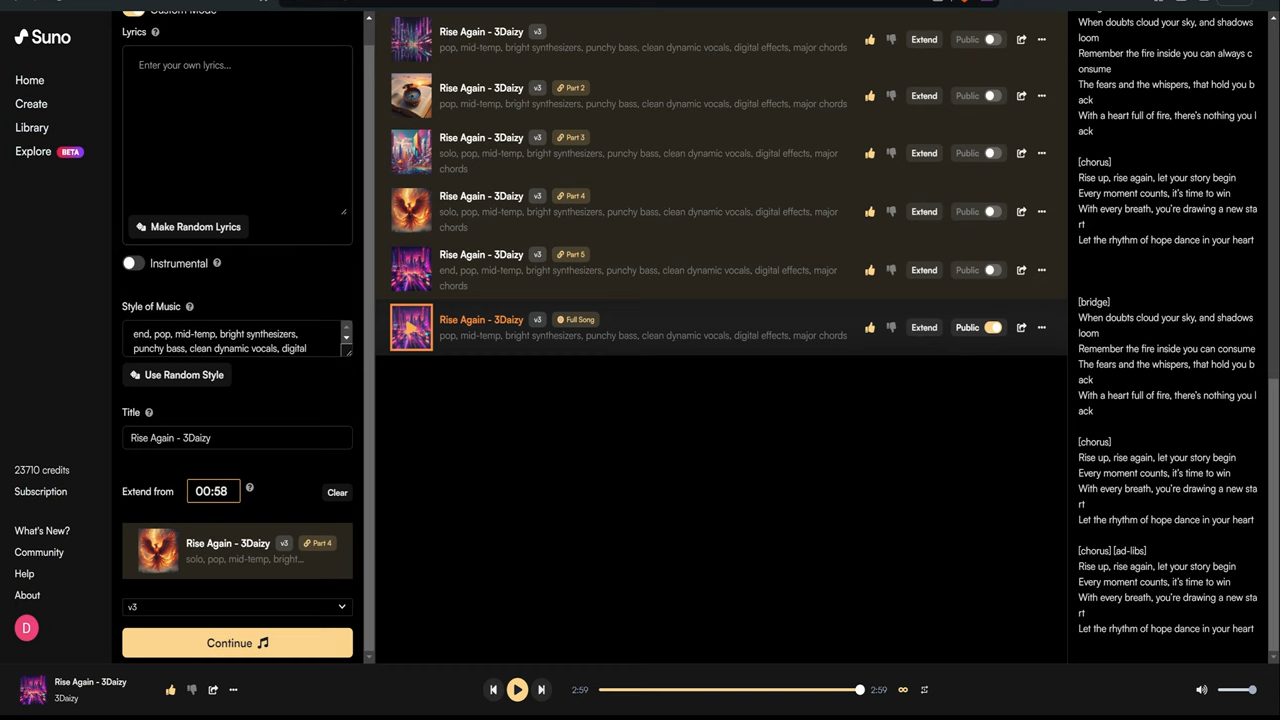 Suno
Home
Create
Library
Explore BETA
23710 credits
Subscription
What's New?
Community
Help
About
D
Custom Mode
Lyrics
Enter your own lyrics...
Make Random Lyrics
Instrumental
Style of Music
end, pop, mid-temp, bright synthesizers,
punchy bass, clean dynamic vocals, digital
Use Random Style
Title
Rise Again - 3Daizy
Extend from 00:58 Clear
Rise Again - 3Daizy v3 Part 4
solo, pop, mid-temp, bright...
v3
Continue
Rise Again - 3Daizy v3
pop, mid-temp, bright synthesizers, punchy bass, clean dynamic vocals, digital effects, major chords
Extend Public
Rise Again - 3Daizy v3 Part 2
pop, mid-temp, bright synthesizers, punchy bass, clean dynamic vocals, digital effects, major chords
Extend Public
Rise Again - 3Daizy v3 Part 3
solo, pop, mid-temp, bright synthesizers, punchy bass, clean dynamic vocals, digital effects, major
chords
Extend Public
Rise Again - 3Daizy v3 Part 4
solo, pop, mid-temp, bright synthesizers, punchy bass, clean dynamic vocals, digital effects, major
chords
Extend Public
Rise Again - 3Daizy v3 Part 5
end, pop, mid-temp, bright synthesizers, punchy bass, clean dynamic vocals, digital effects, major
chords
Extend Public
Rise Again - 3Daizy v3 Full Song
pop, mid-temp, bright synthesizers, punchy bass, clean dynamic vocals, digital effects, major chords
Extend Public
When doubts cloud your sky, and shadows
loom
Remember the fire inside you can always c
onsume
The fears and the whispers, that hold you b
ack
With a heart full of fire, there's nothing you l
ack
[chorus]
Rise up, rise again, let your story begin
Every moment counts, it's time to win
With every breath, you're drawing a new sta
rt
Let the rhythm of hope dance in your heart
[bridge]
When doubts cloud your sky, and shadows
loom
Remember the fire inside you can consume
The fears and the whispers, that hold you b
ack
With a heart full of fire, there's nothing you l
ack
[chorus]
Rise up, rise again, let your story begin
Every moment counts, it's time to win
With every breath, you're drawing a new sta
rt
Let the rhythm of hope dance in your heart
[chorus] [ad-libs]
Rise up, rise again, let your story begin
Every moment counts, it's time to win
With every breath, you're drawing a new sta
rt
Let the rhythm of hope dance in your heart
Rise Again - 3Daizy
3Daizy
2:59 2:59